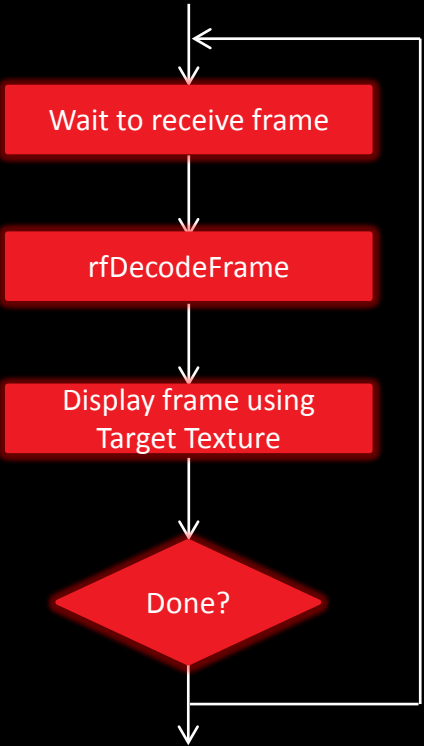 Wait to receive frame
rfDecodeFrame
Display frame using
Target Texture
Done?